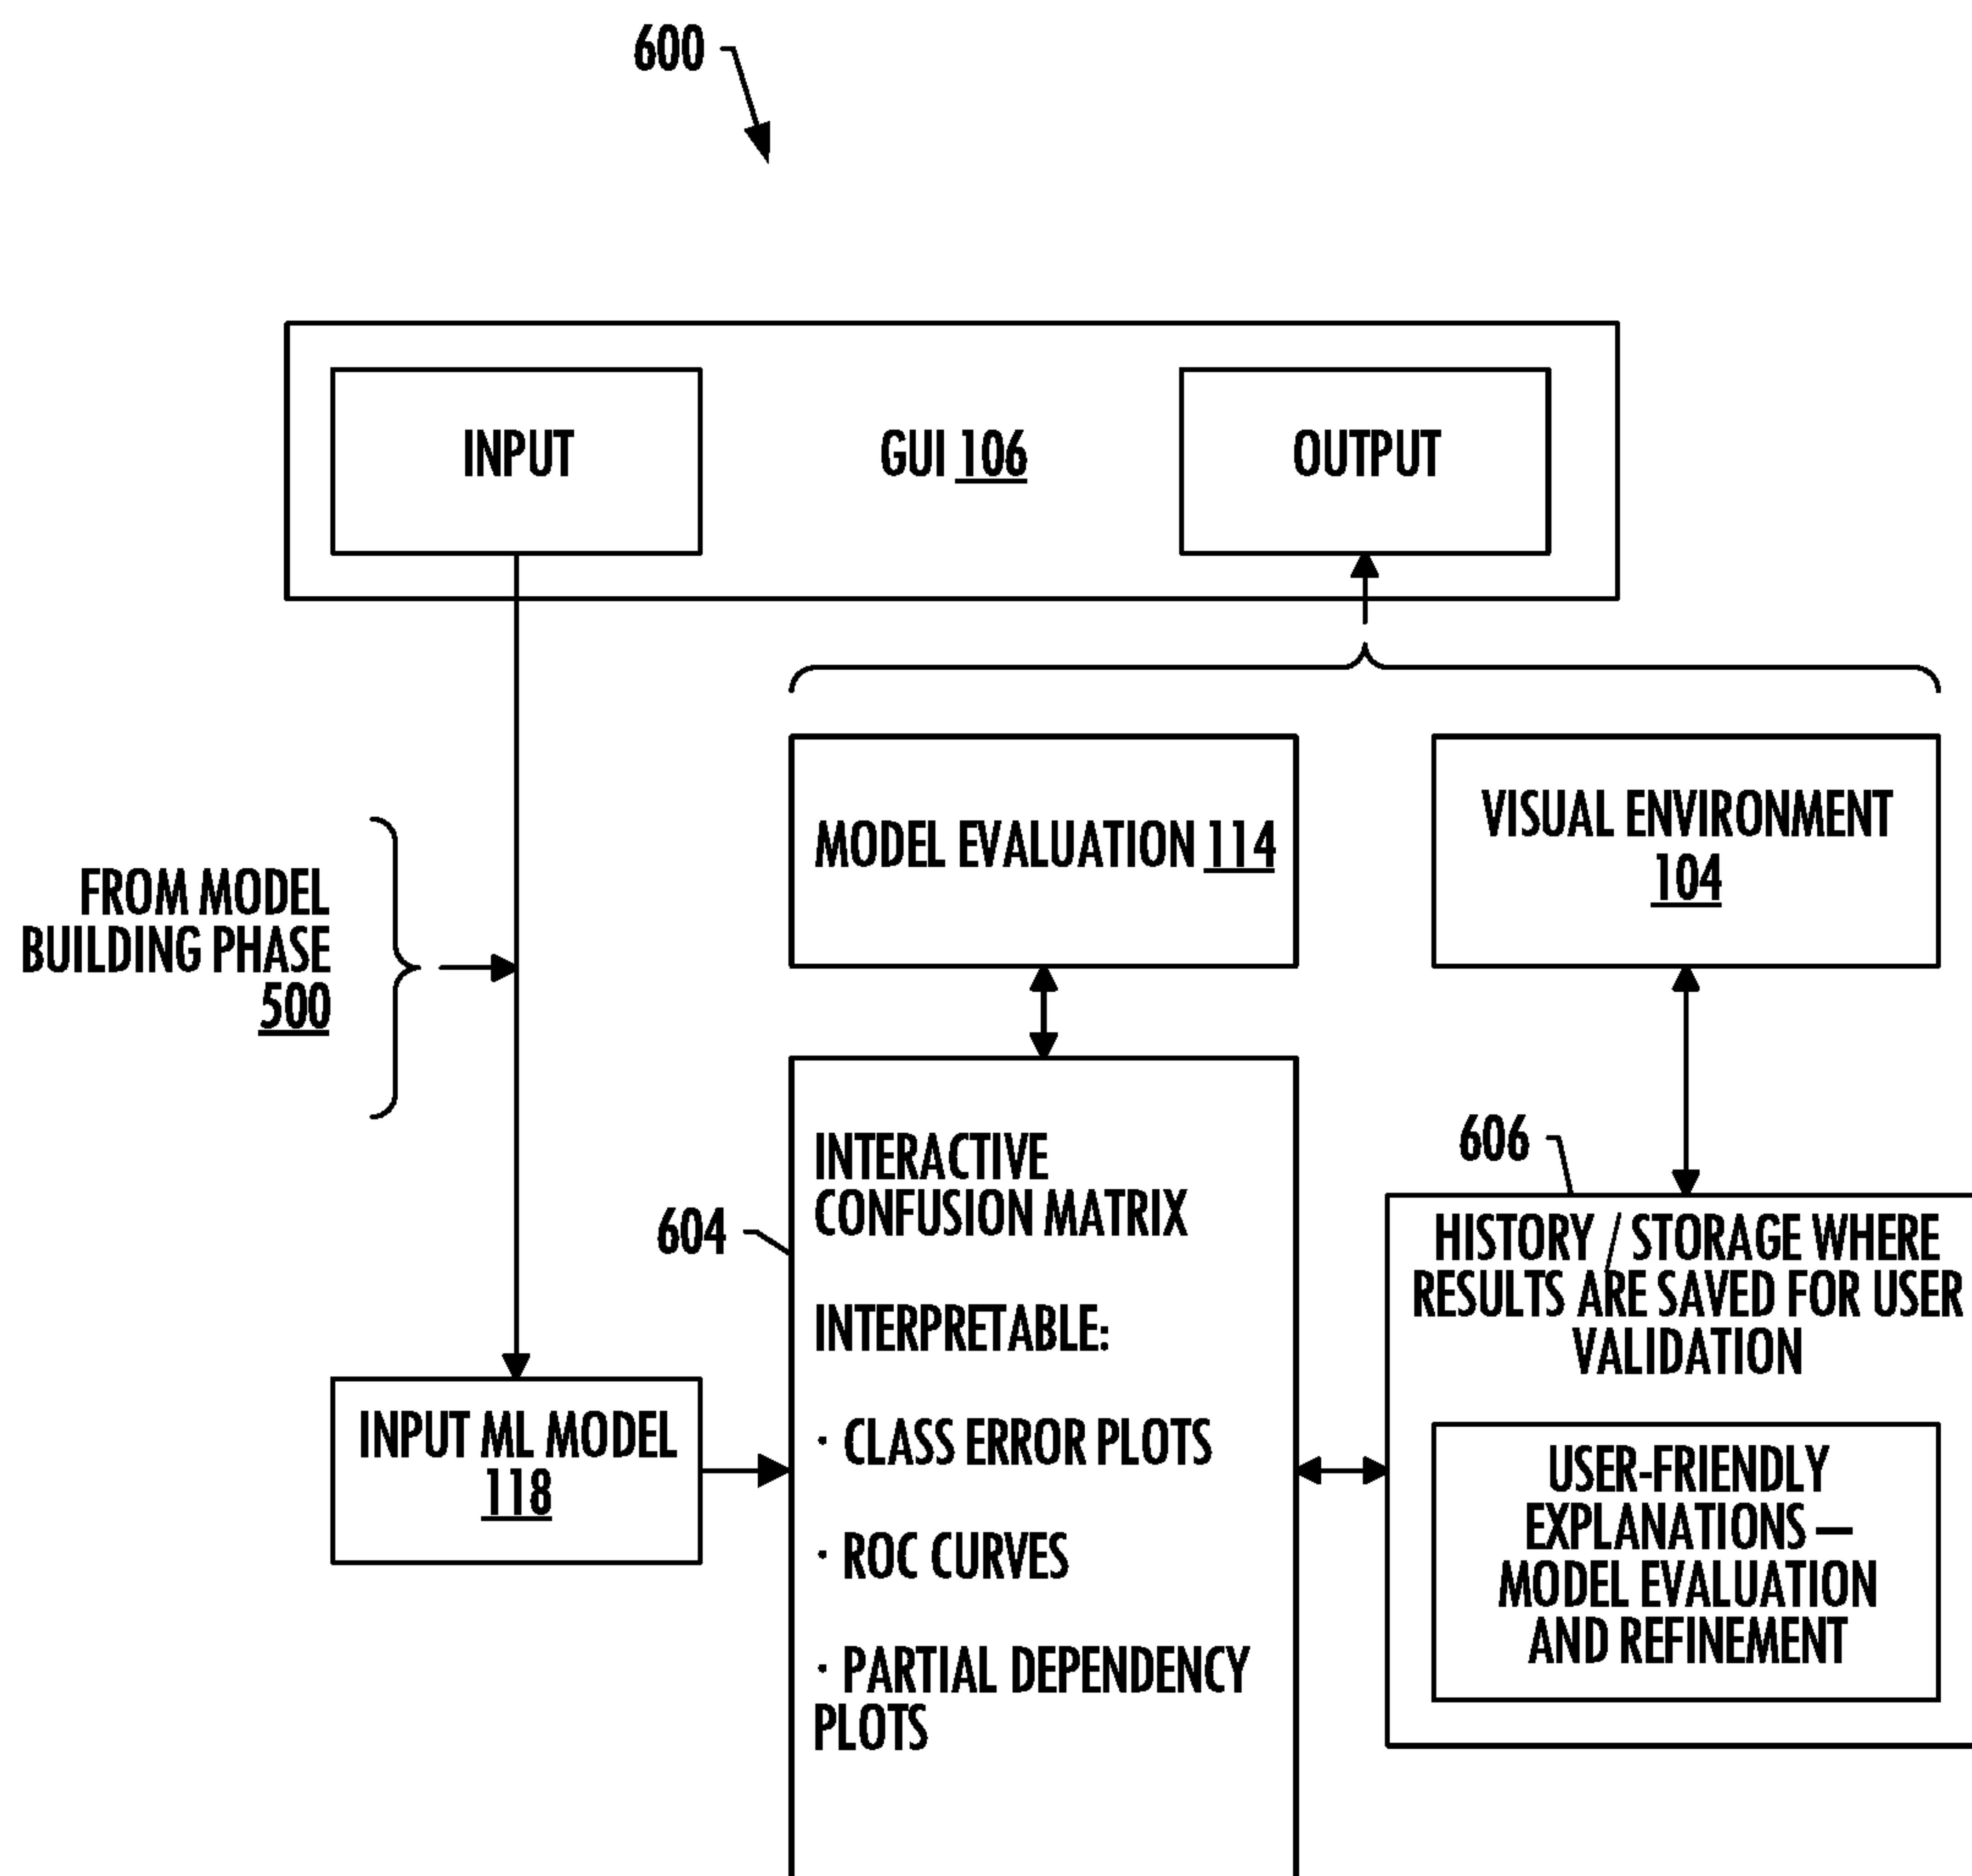 600
INPUT
GUI 106
OUTPUT
MODEL EVALUATION 114
VISUAL ENVIRONMENT
104
FROM MODEL
BUILDING PHASE
500
604
INTERACTIVE
CONFUSION MATRIX
INTERPRETABLE:
· CLASS ERROR PLOTS
· ROC CURVES
· PARTIAL DEPENDENCY
PLOTS
606
HISTORY / STORAGE WHERE
RESULTS ARE SAVED FOR USER
VALIDATION
INPUT ML MODEL
118
USER-FRIENDLY
EXPLANATIONS —
MODEL EVALUATION
AND REFINEMENT